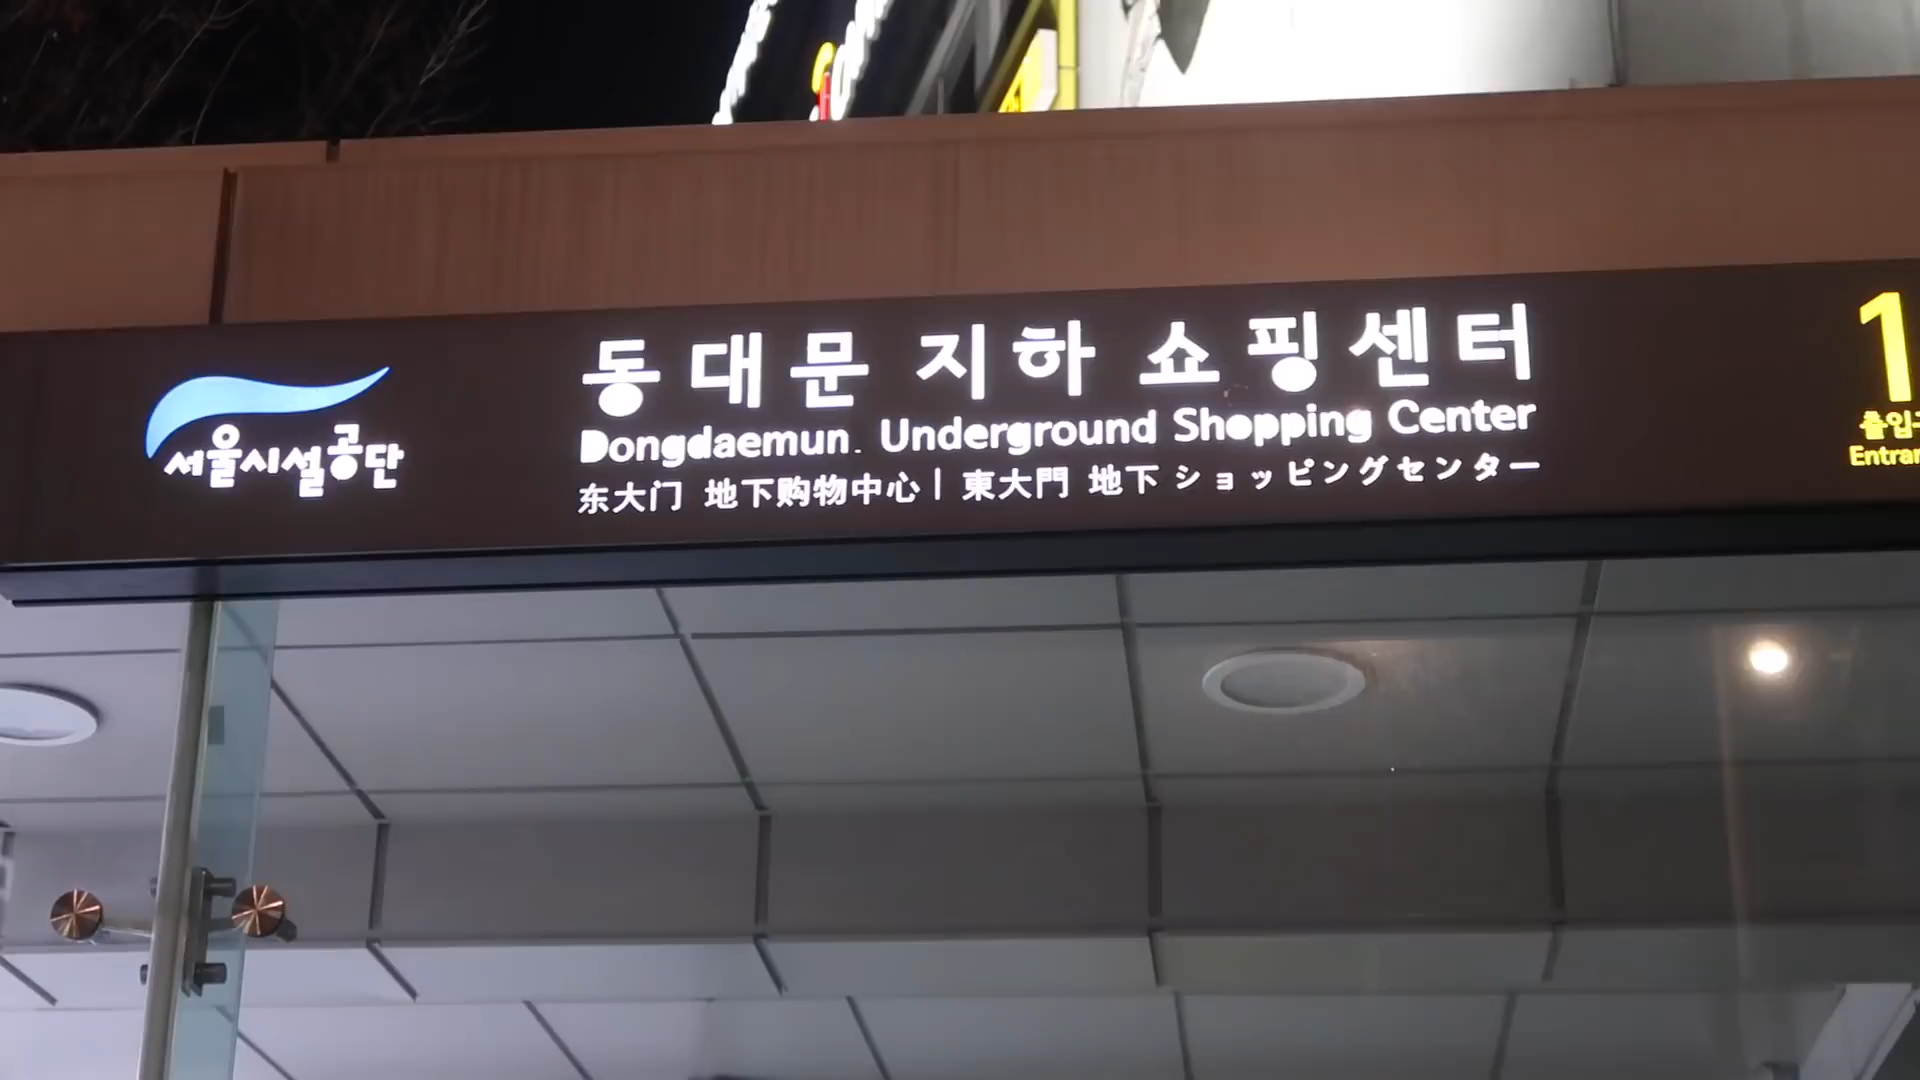 서울시설공단
동대문 지하 쇼핑센터
Dongdaemun. Underground Shopping Center
东大门 地下购物中心 | 東大門 地下 ショッピングセンター
1
출입
Entran